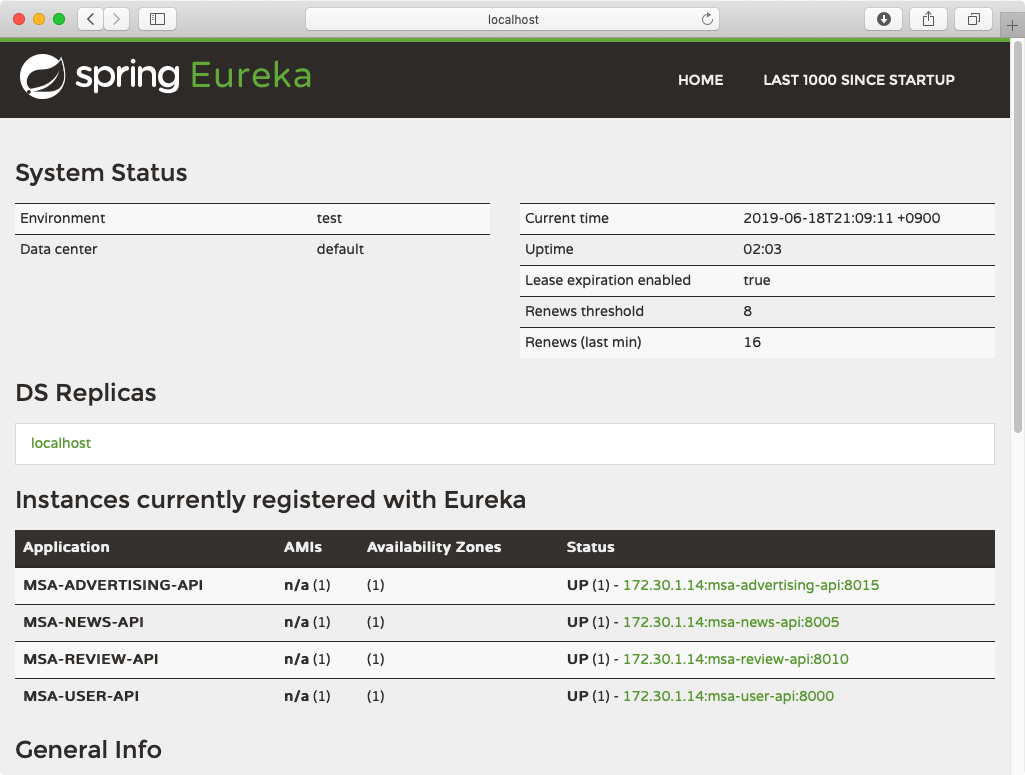 localhost
spring Eureka
HOME LAST 1000 SINCE STARTUP
System Status
Environment test
Data center default
Current time 2019-06-18T21:09:11 +0900
Uptime 02:03
Lease expiration enabled true
Renews threshold 8
Renews (last min) 16
DS Replicas
localhost
Instances currently registered with Eureka
Application AMIs Availability Zones Status
MSA-ADVERTISING-API n/a (1) (1) UP (1) - 172.30.1.14:msa-advertising-api:8015
MSA-NEWS-API n/a (1) (1) UP (1) - 172.30.1.14:msa-news-api:8005
MSA-REVIEW-API n/a (1) (1) UP (1) - 172.30.1.14:msa-review-api:8010
MSA-USER-API n/a (1) (1) UP (1) - 172.30.1.14:msa-user-api:8000
General Info